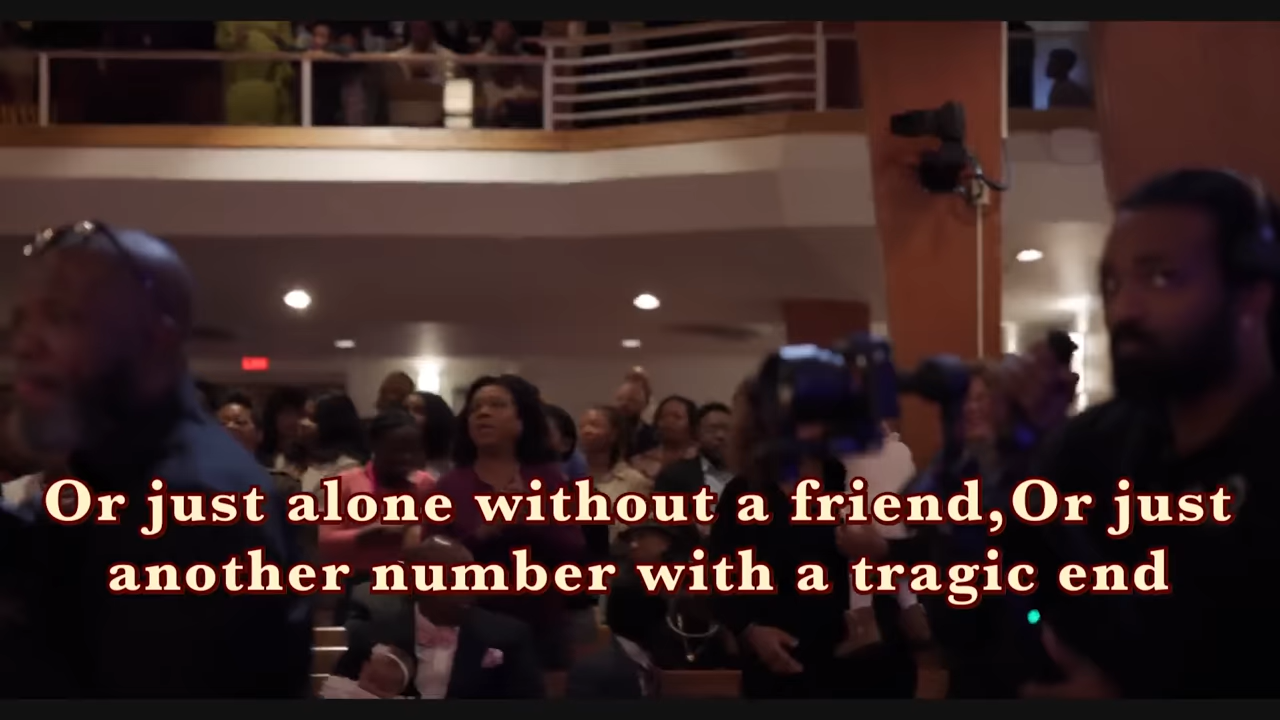 Or just alone without a friend,Or just
another number with a tragic end